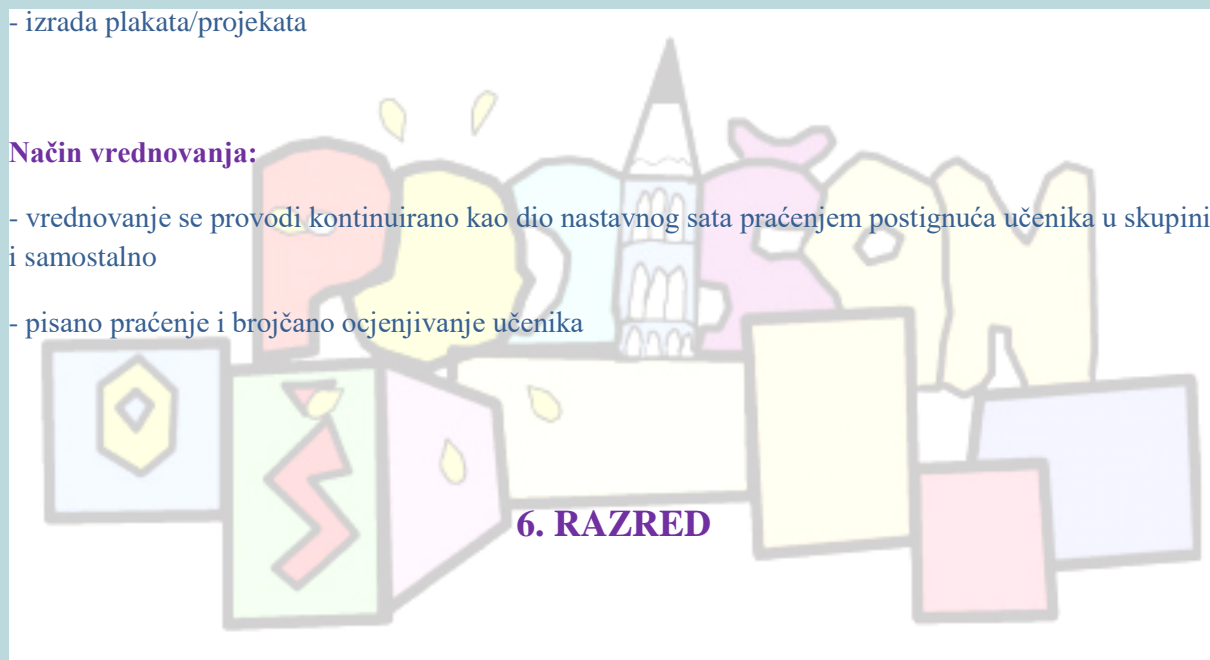 - izrada plakata/projekata
Način vrednovanja:
- vrednovanje se provodi kontinuirano kao dio nastavnog sata praćenjem postignuća učenika u skupini
i samostalno
- pisano praćenje i brojčano ocjenjivanje učenika
OŠ
6. RAZRED